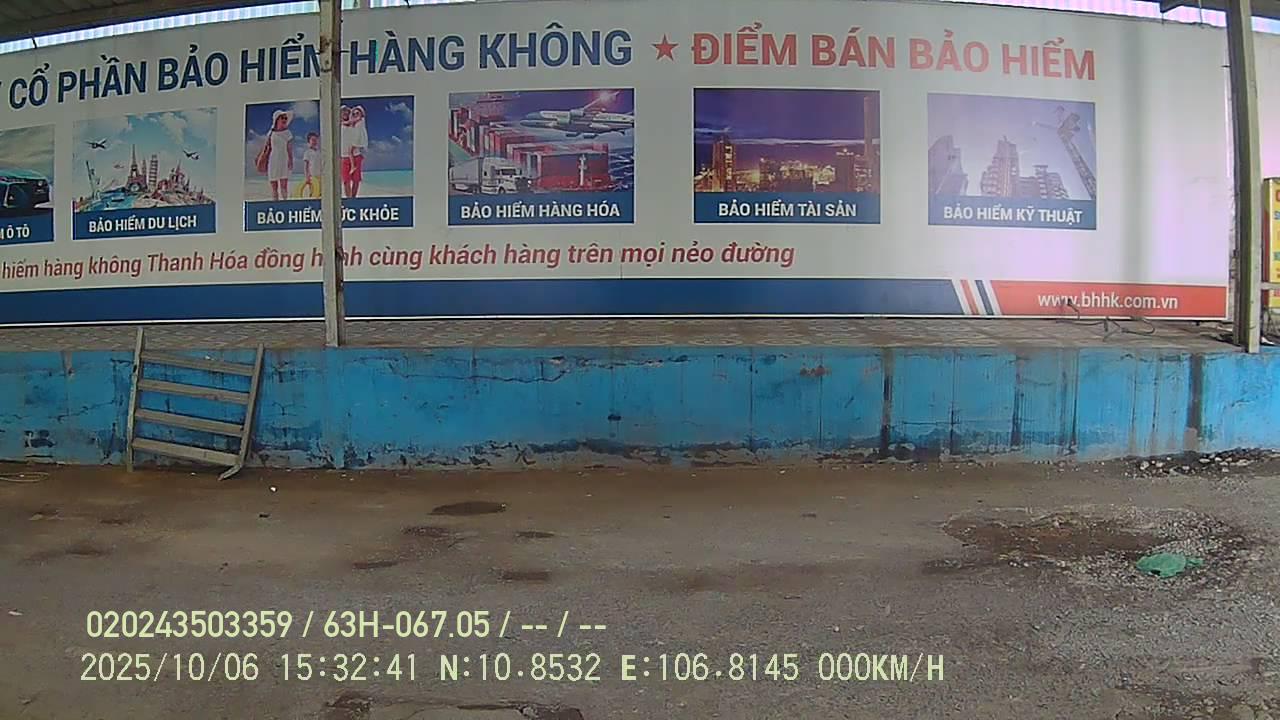 CỔ PHẦN BẢO HIỂM HÀNG KHÔNG ★ ĐIỂM BÁN BẢO HIỂM
Ô TÔ
BẢO HIỂM DU LỊCH
BẢO HIỂM
KHỎE
BẢO HIỂM HÀNG HÓA
BẢO HIỂM TÀI SẢN
BẢO HIỂM KỸ THUẬT
hiểm hàng không Thanh Hóa đồng hành cùng khách hàng trên mọi nẻo đường
www.bhhk.com.vn
020243503359 / 63H-067.05 / -- / --
2025/10/06 15:32:41 N:10.8532 E:106.8145 000KM/H